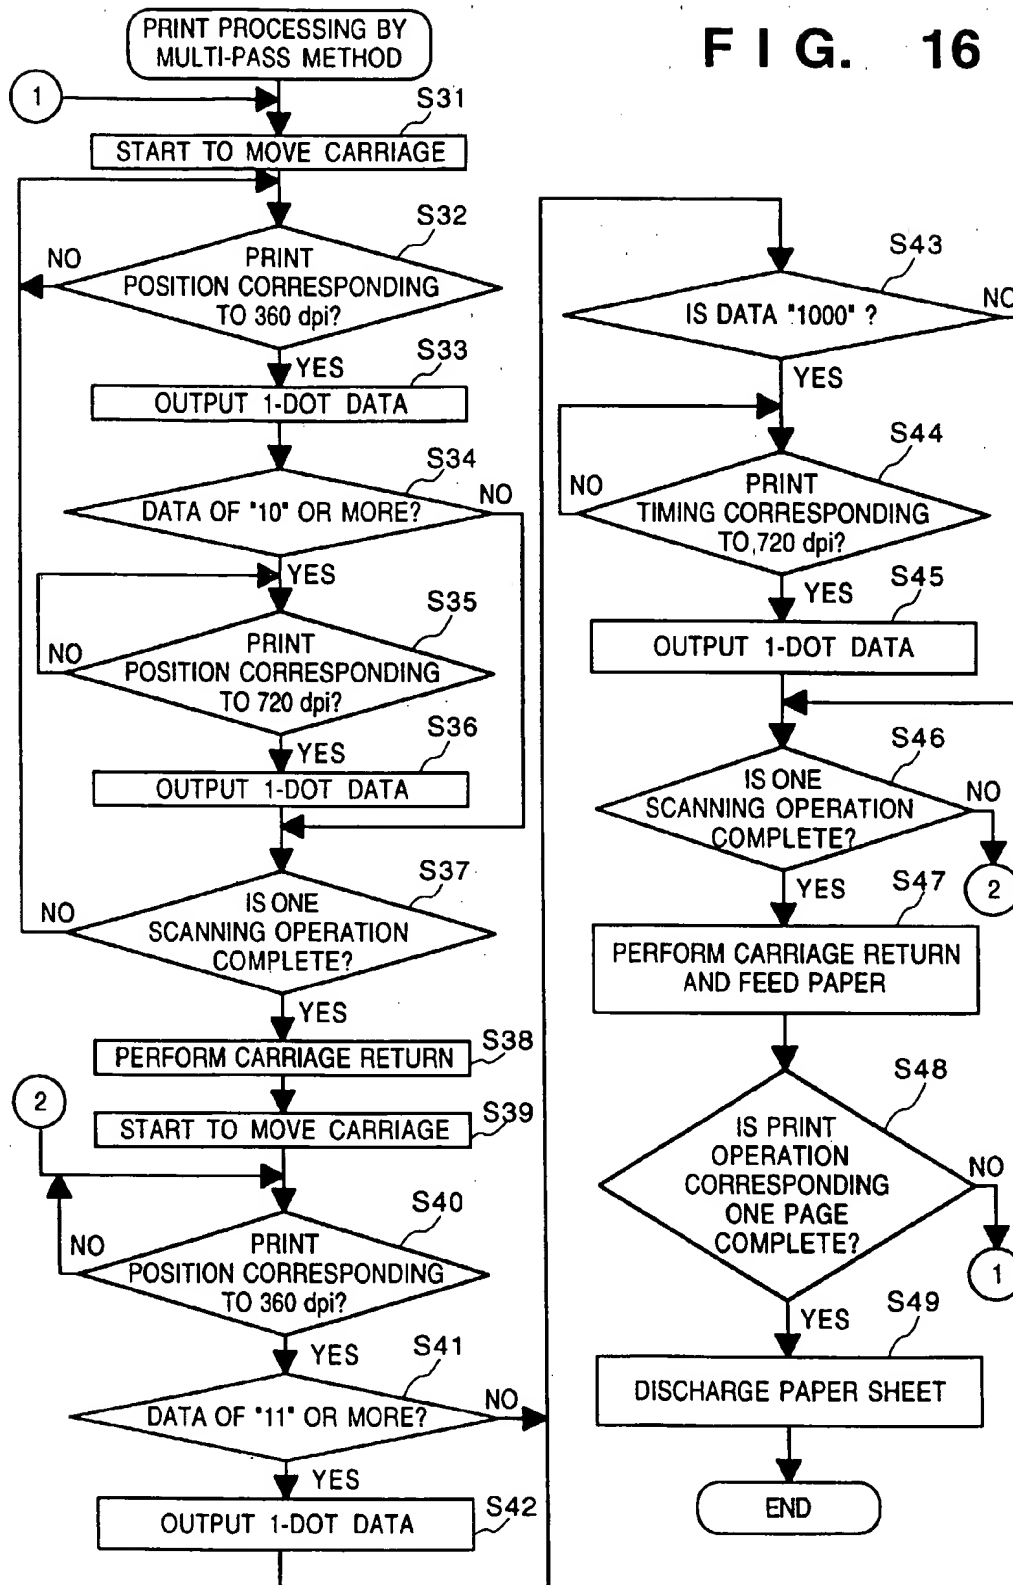 FIG. 16
PRINT PROCESSING BY
MULTI-PASS METHOD
1
S31
START TO MOVE CARRIAGE
S32
NO
PRINT
POSITION CORRESPONDING
TO 360 dpi?
YES
S33
OUTPUT 1-DOT DATA
S34
NO
DATA OF "10" OR MORE?
YES
S35
NO
PRINT
POSITION CORRESPONDING
TO 720 dpi?
YES
S36
OUTPUT 1-DOT DATA
S37
NO
IS ONE
SCANNING OPERATION
COMPLETE?
YES
PERFORM CARRIAGE RETURN
S38
2
START TO MOVE CARRIAGE
S39
S40
NO
PRINT
POSITION CORRESPONDING
TO 360 dpi?
YES
S41
NO
DATA OF "11" OR MORE?
YES
S42
OUTPUT 1-DOT DATA
S43
NO
IS DATA "1000" ?
YES
S44
NO
PRINT
TIMING CORRESPONDING
TO 720 dpi?
YES
S45
OUTPUT 1-DOT DATA
S46
IS ONE
NO
SCANNING OPERATION
COMPLETE?
2
YES
S47
PERFORM CARRIAGE RETURN
AND FEED PAPER
S48
IS PRINT
OPERATION
NO
CORRESPONDING
ONE PAGE
COMPLETE?
1
YES
S49
DISCHARGE PAPER SHEET
END